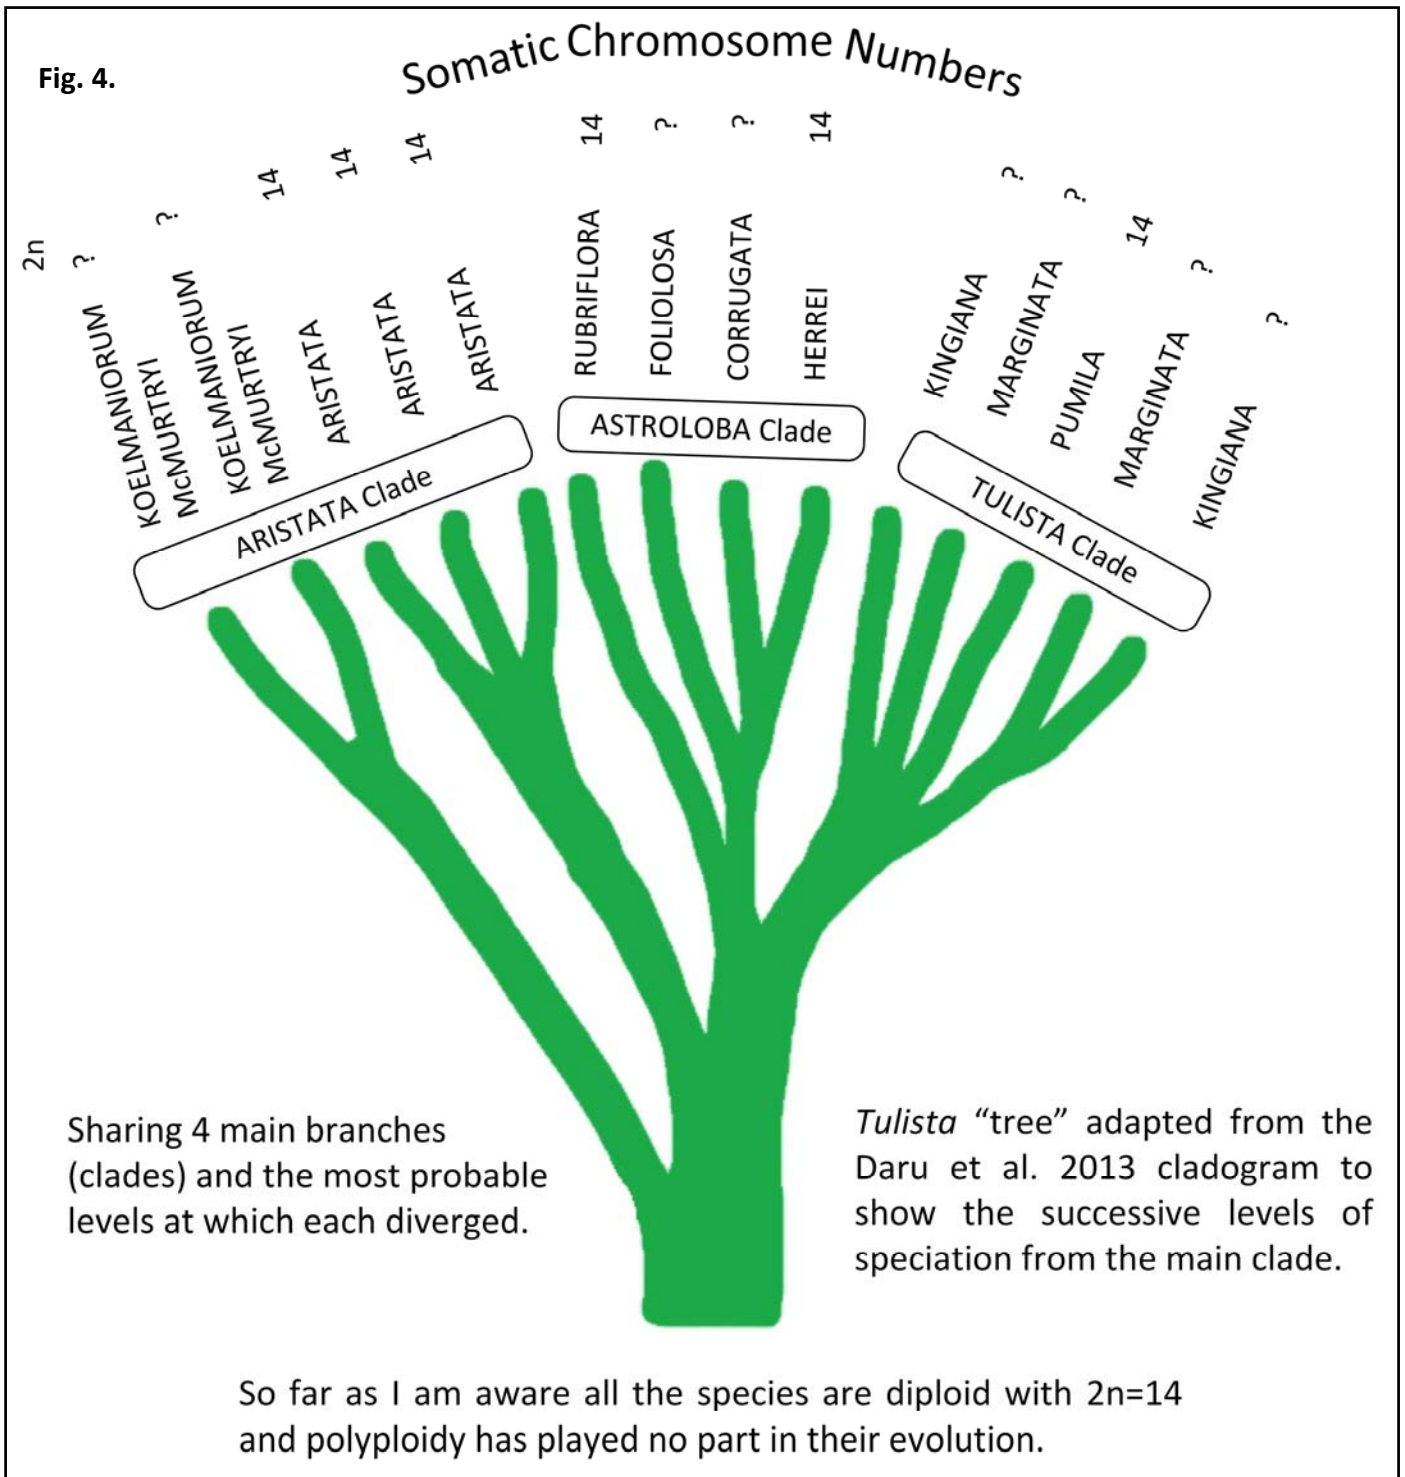 Somatic Chromosome Numbers
Fig. 4.
2n
?
?
14
14
14
14
?
?
14
?
?
14
?
?
KOELMANIORUM
McMURTRYI
KOELMANIORUM
McMURTRYI
ARISTATA
ARISTATA
ARISTATA
RUBRIFLORA
FOLIOLOSA
CORRUGATA
HERREI
KINGIANA
MARGINATA
PUMILA
MARGINATA
KINGIANA
ARISTATA Clade
ASTROLOBA Clade
TULISTA Clade
Sharing 4 main branches
(clades) and the most probable
levels at which each diverged.
Tulista “tree” adapted from the
Daru et al. 2013 cladogram to
show the successive levels of
speciation from the main clade.
So far as I am aware all the species are diploid with 2n=14
and polyploidy has played no part in their evolution.